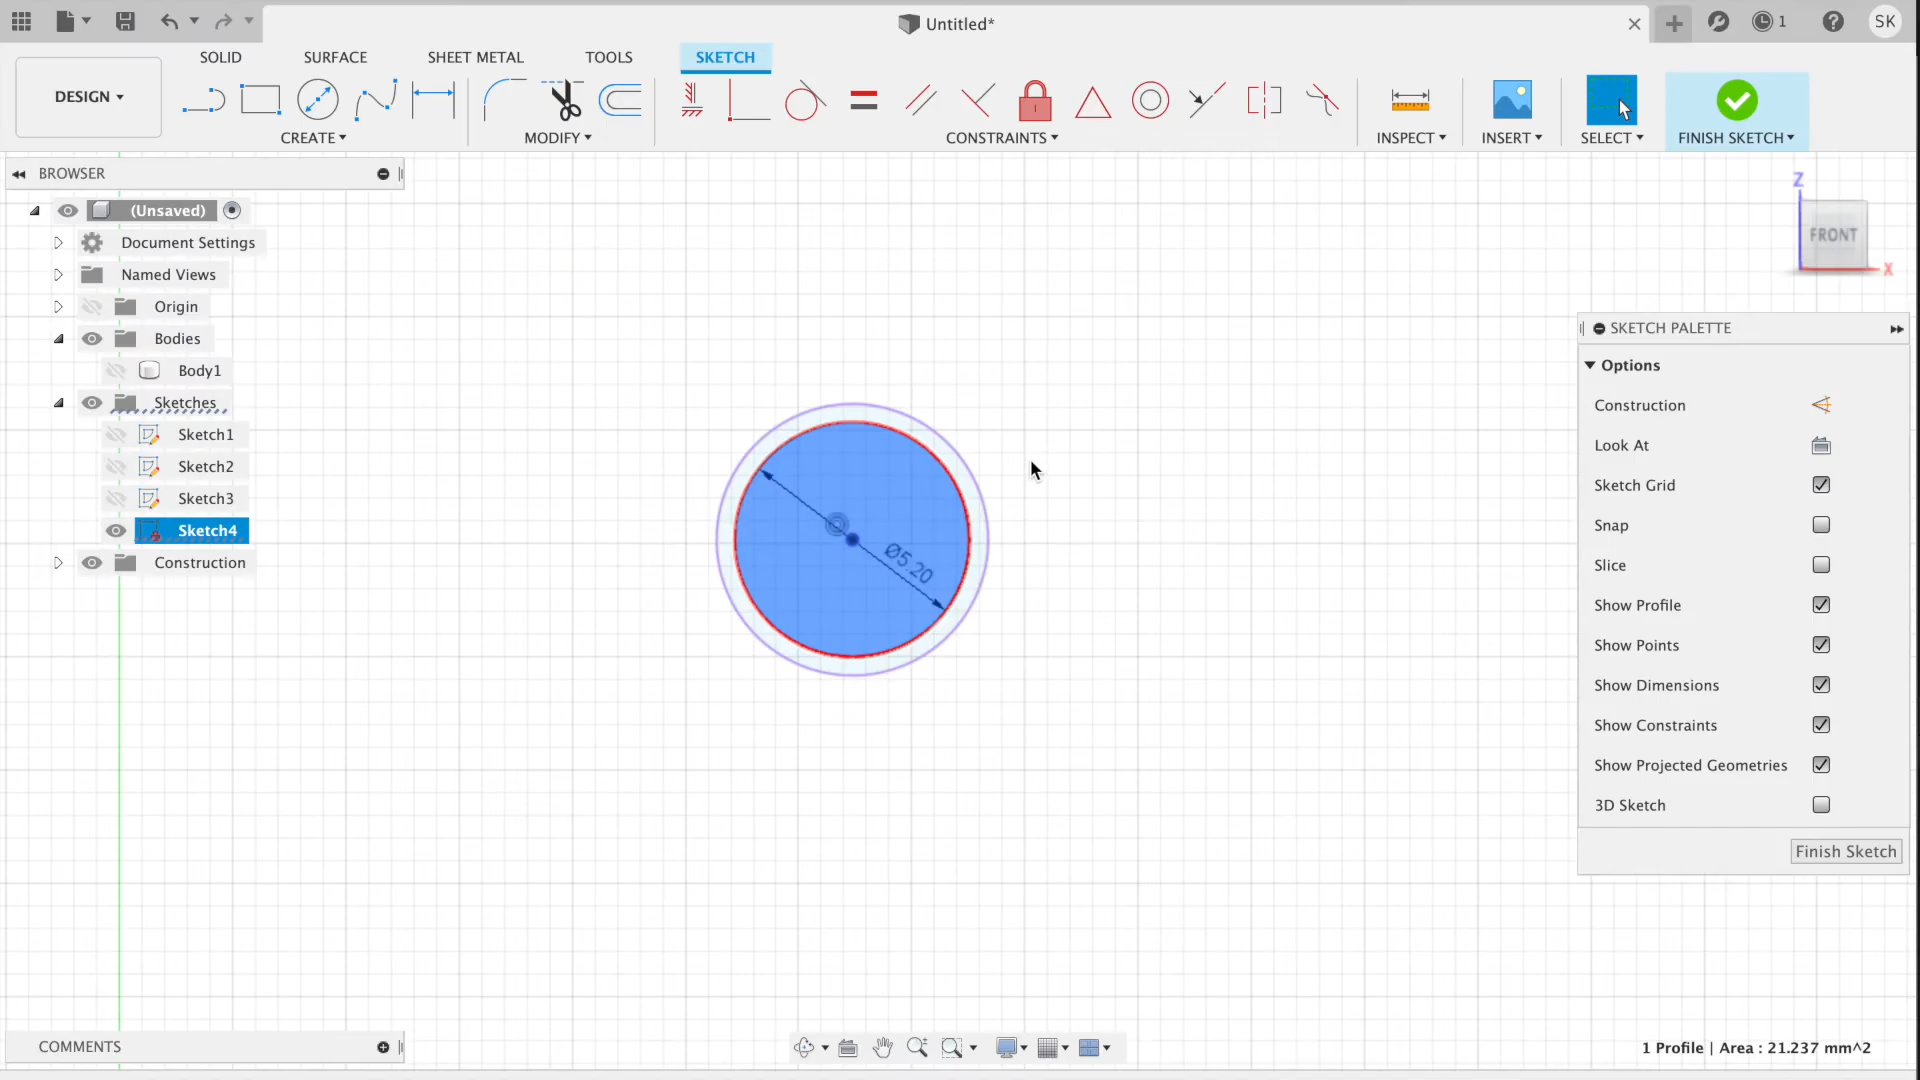 Untitled*
1
SK
DESIGN
SOLID
SURFACE
SHEET METAL
TOOLS
SKETCH
CREATE
MODIFY
CONSTRAINTS
INSPECT
INSERT
SELECT
FINISH SKETCH
BROWSER
(Unsaved)
Document Settings
Named Views
Origin
Bodies
Body1
Sketches
Sketch1
Sketch2
Sketch3
Sketch4
Construction
Ø5.20
Z
FRONT
X
SKETCH PALETTE
Options
Construction
Look At
Sketch Grid
Snap
Slice
Show Profile
Show Points
Show Dimensions
Show Constraints
Show Projected Geometries
3D Sketch
Finish Sketch
COMMENTS
1 Profile | Area : 21.237 mm^2